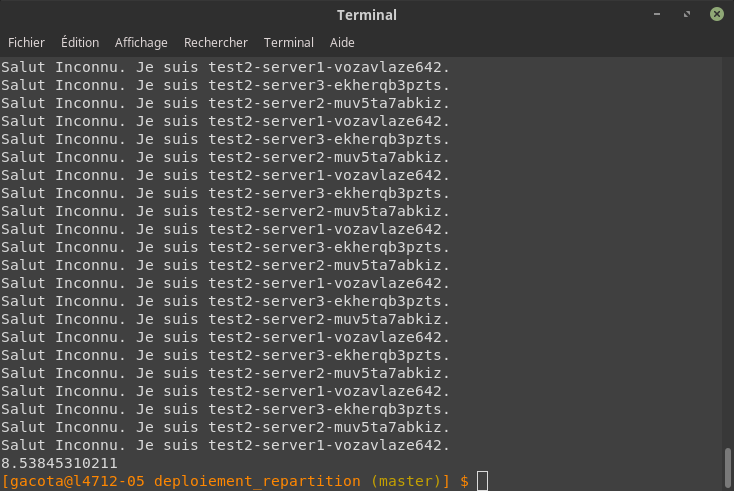 Terminal
Fichier Édition Affichage Rechercher Terminal Aide
Salut Inconnu. Je suis test2-server1-vozavlaze642.
Salut Inconnu. Je suis test2-server3-ekherqb3pzts.
Salut Inconnu. Je suis test2-server2-muv5ta7abkiz.
Salut Inconnu. Je suis test2-server1-vozavlaze642.
Salut Inconnu. Je suis test2-server3-ekherqb3pzts.
Salut Inconnu. Je suis test2-server2-muv5ta7abkiz.
Salut Inconnu. Je suis test2-server1-vozavlaze642.
Salut Inconnu. Je suis test2-server3-ekherqb3pzts.
Salut Inconnu. Je suis test2-server2-muv5ta7abkiz.
Salut Inconnu. Je suis test2-server1-vozavlaze642.
Salut Inconnu. Je suis test2-server3-ekherqb3pzts.
Salut Inconnu. Je suis test2-server2-muv5ta7abkiz.
Salut Inconnu. Je suis test2-server1-vozavlaze642.
Salut Inconnu. Je suis test2-server3-ekherqb3pzts.
Salut Inconnu. Je suis test2-server2-muv5ta7abkiz.
Salut Inconnu. Je suis test2-server1-vozavlaze642.
Salut Inconnu. Je suis test2-server3-ekherqb3pzts.
Salut Inconnu. Je suis test2-server2-muv5ta7abkiz.
Salut Inconnu. Je suis test2-server1-vozavlaze642.
Salut Inconnu. Je suis test2-server3-ekherqb3pzts.
Salut Inconnu. Je suis test2-server2-muv5ta7abkiz.
Salut Inconnu. Je suis test2-server1-vozavlaze642.
8.53845310211
[gacota@l4712-05 deploiement_repartition (master)] $